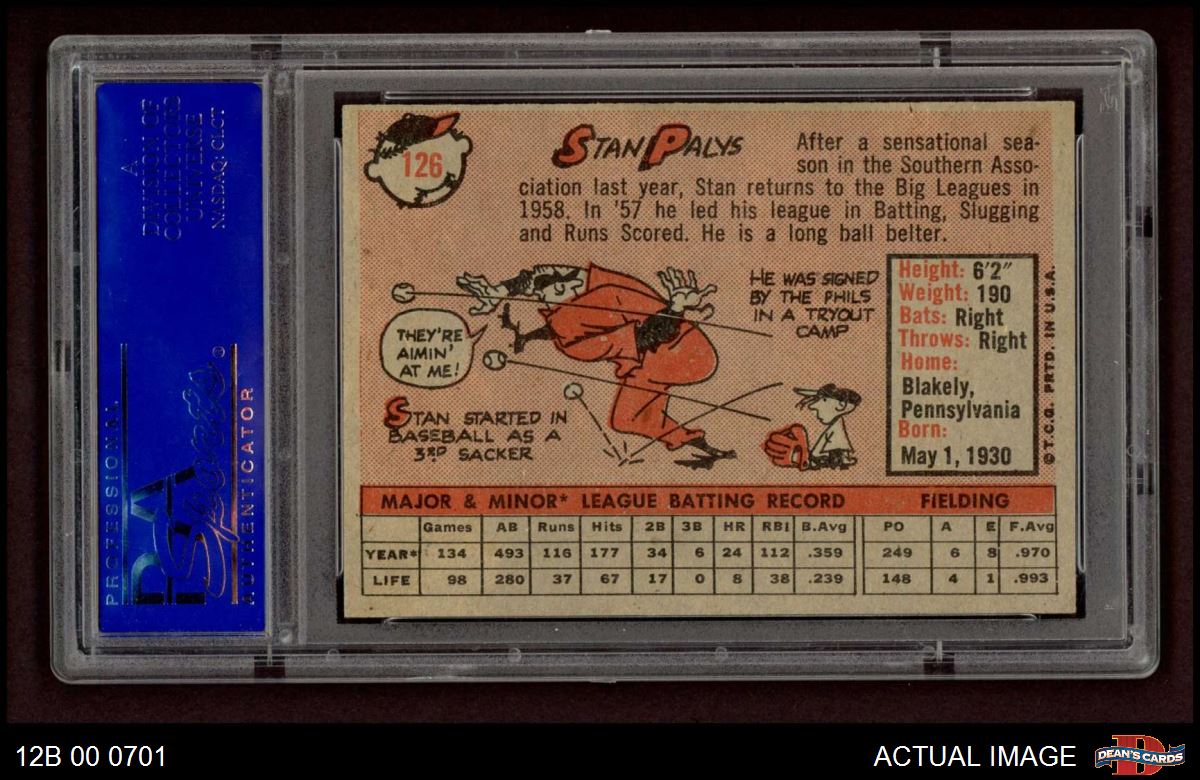 A
DIVISION OF
COLLECTORS
UNIVERSE
NASDAQ: CLCT
PROFESSIONAL
PSA
Sports®
AUTHENTICATOR
126
STAN PALYS
After a sensational sea-
son in the Southern Asso-
ciation last year, Stan returns to the Big Leagues in
1958. In '57 he led his league in Batting, Slugging
and Runs Scored. He is a long ball belter.
HE WAS SIGNED
BY THE PHILS
IN A TRYOUT
CAMP
THEY'RE
AIMIN'
AT ME!
STAN STARTED IN
BASEBALL AS A
3RD SACKER
Height: 6'2"
Weight: 190
Bats: Right
Throws: Right
Home:
Blakely,
Pennsylvania
Born:
May 1, 1930
© T.C.G. PRTD. IN U.S.A.
MAJOR & MINOR* LEAGUE BATTING RECORD FIELDING
Games AB Runs Hits 2B 3B HR RBI B.Avg PO A E F.Avg
YEAR* 134 493 116 177 34 6 24 112 .359 249 6 8 .970
LIFE 98 280 37 67 17 0 8 38 .239 148 4 1 .993
12B 00 0701
ACTUAL IMAGE
D
DEAN'S CARDS